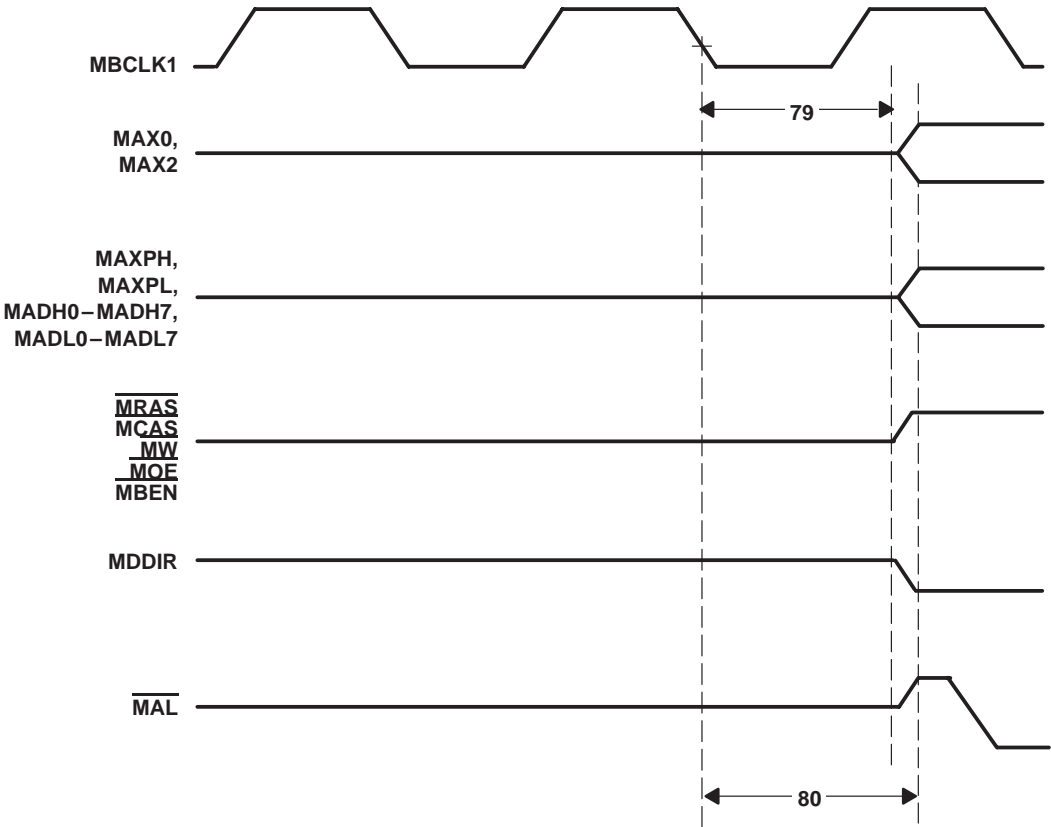 MBCLK1
79
MAX0,
MAX2
MAXPH,
MAXPL,
MADH0–MADH7,
MADL0–MADL7
MRAS
MCAS
MW
MOE
MBEN
MDDIR
MAL
80